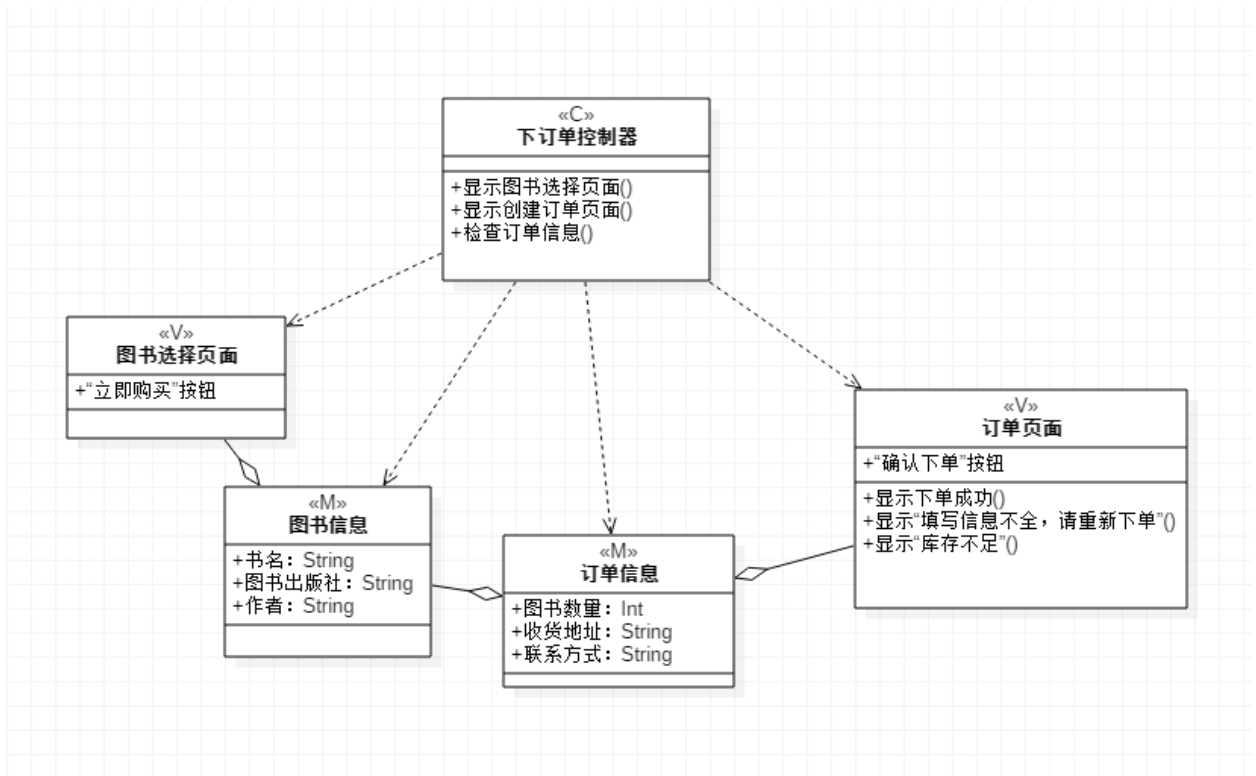 «C»
下订单控制器
+显示图书选择页面()
+显示创建订单页面()
+检查订单信息()
«V»
图书选择页面
+“立即购买”按钮
«V»
订单页面
+“确认下单”按钮
+显示下单成功()
+显示“填写信息不全，请重新下单”()
+显示“库存不足”()
«M»
图书信息
+书名：String
+图书出版社：String
+作者：String
«M»
订单信息
+图书数量：Int
+收货地址：String
+联系方式：String